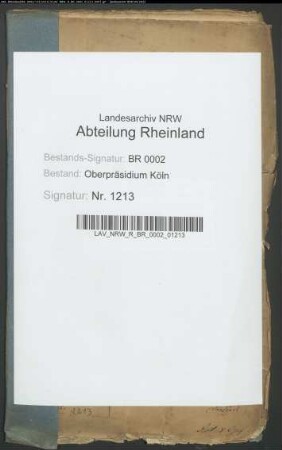 Landesarchiv NRW
Abteilung Rheinland
Bestands-Signatur: BR 0002
Bestand: Oberpräsidium Köln
Signatur: Nr. 1213
LAV_NRW_R_BR_0002_01213